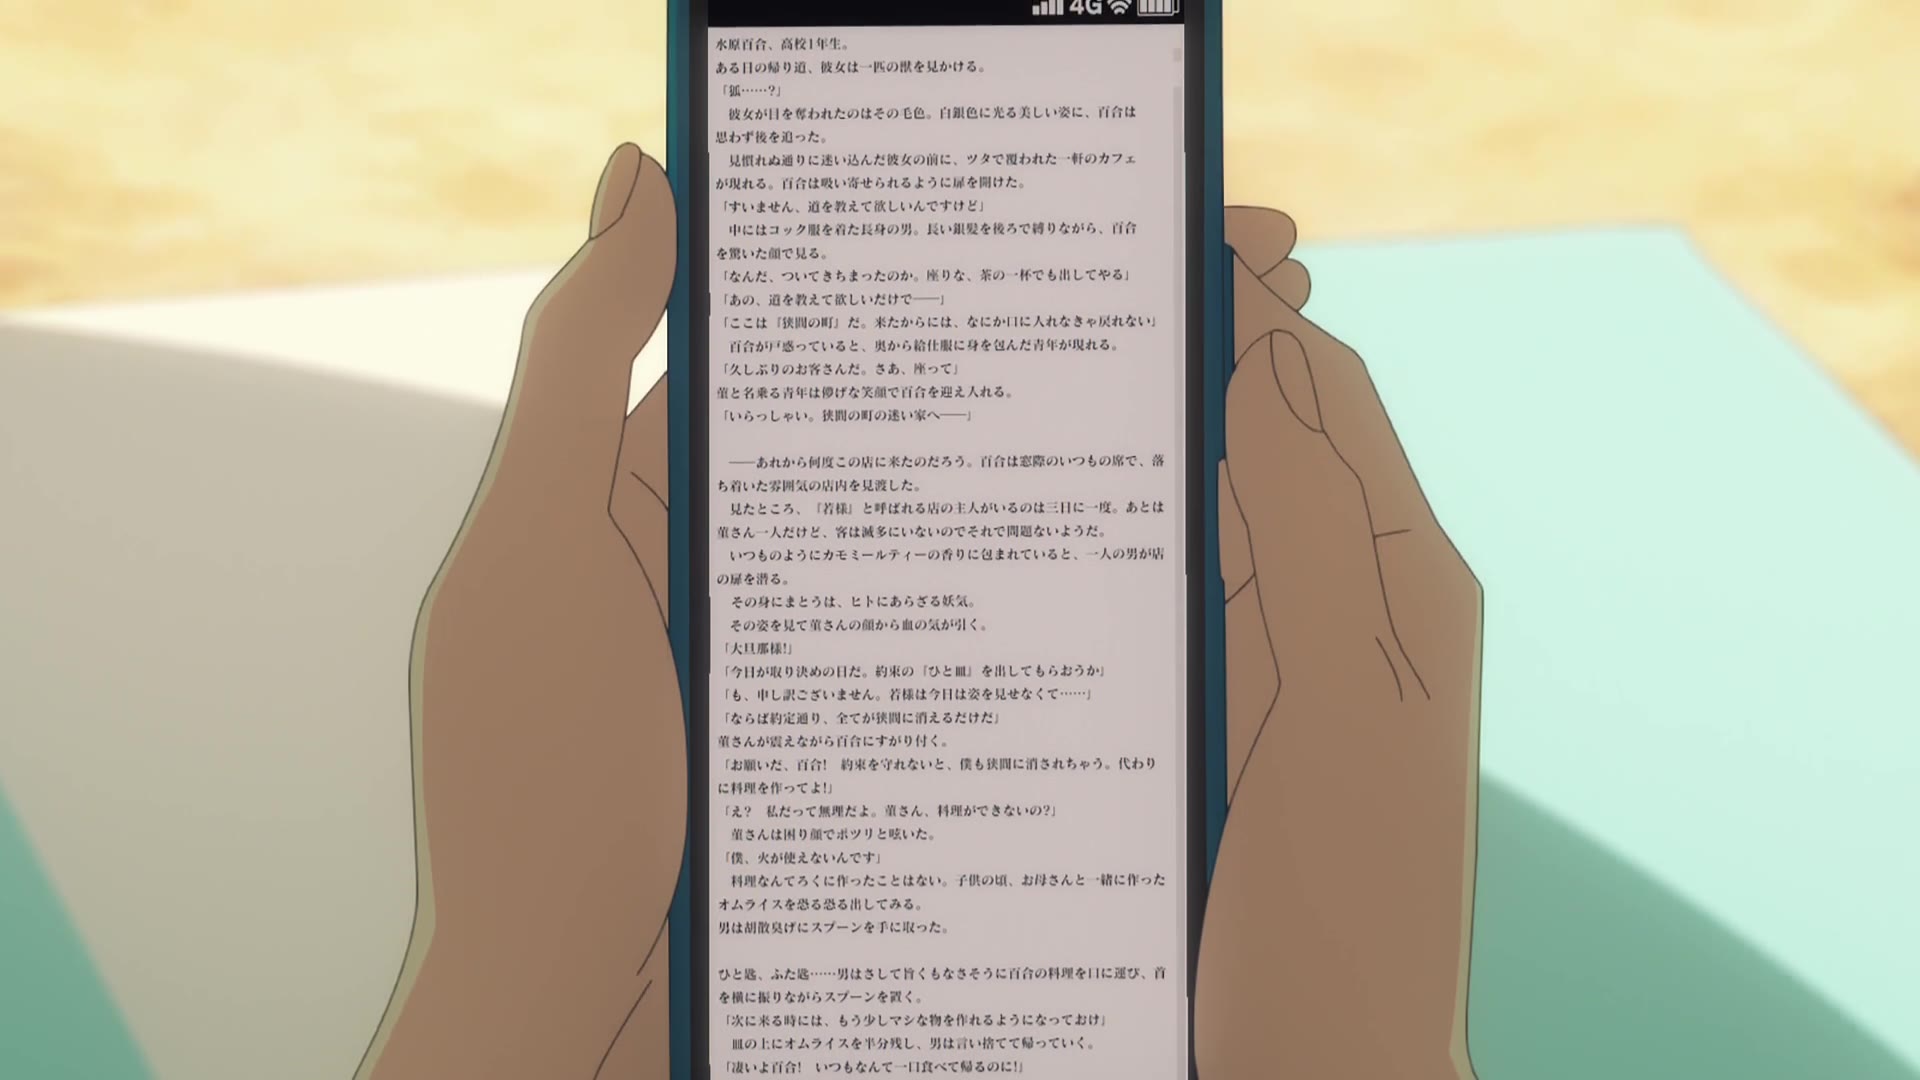 4G
水原百合、高校1年生。
ある日の帰り道、彼女は一匹の獣を見かける。
「狐……?」
彼女が目を奪われたのはその毛色。白銀色に光る美しい姿に、百合は
思わず後を追った。
見慣れぬ通りに迷い込んだ彼女の前に、ツタで覆われた一軒のカフェ
が現れる。百合は吸い寄せられるように扉を開けた。
「すいません、道を教えて欲しいんですけど」
中にはコック服を着た長身の男。長い銀髪を後ろで縛りながら、百合
を驚いた顔で見る。
「なんだ、ついてきちまったのか。座りな、茶の一杯でも出してやる」
「あの、道を教えて欲しいだけで――」
「ここは『狭間の町』だ。来たからには、なにか口に入れなきゃ戻れない」
百合が戸惑っていると、奥から給仕服に身を包んだ青年が現れる。
「久しぶりのお客さんだ。さあ、座って」
菫と名乗る青年は儚げな笑顔で百合を迎え入れる。
「いらっしゃい。狭間の町の迷い家へ――」
――あれから何度この店に来たのだろう。百合は窓際のいつもの席で、落
ち着いた雰囲気の店内を見渡した。
見たところ、『若様』と呼ばれる店の主人がいるのは三日に一度。あとは
菫さん一人だけど、客は滅多にいないのでそれで問題ないようだ。
いつものようにカモミールティーの香りに包まれていると、一人の男が店
の扉を潜る。
その身にまとうは、ヒトにあらざる妖気。
その姿を見て菫さんの顔から血の気が引く。
「大旦那様!」
「今日が取り決めの日だ。約束の『ひと皿』を出してもらおうか」
「も、申し訳ございません。若様は今日は姿を見せなくて……」
「ならば約定通り、全てが狭間に消えるだけだ」
菫さんが震えながら百合にすがり付く。
「お願いだ、百合! 約束を守れないと、僕も狭間に消されちゃう。代わり
に料理を作ってよ!」
「え? 私だって無理だよ。菫さん、料理ができないの?」
菫さんは困り顔でポツリと呟いた。
「僕、火が使えないんです」
料理なんてろくに作ったことはない。子供の頃、お母さんと一緒に作った
オムライスを恐る恐る出してみる。
男は胡散臭げにスプーンを手に取った。
ひと匙、ふた匙……男はさして旨くもなさそうに百合の料理を口に運び、首
を横に振りながらスプーンを置く。
「次に来る時には、もう少しマシな物を作れるようになっておけ」
皿の上にオムライスを半分残し、男は言い捨てて帰っていく。
「凄いよ百合! いつもなんて一口食べて帰るのに!」